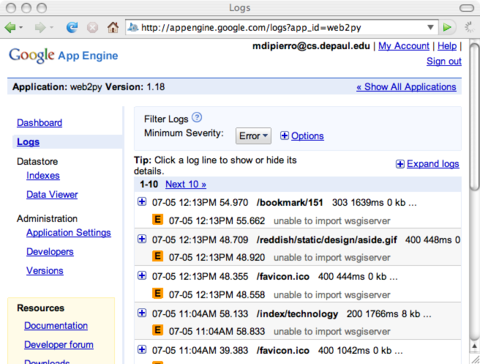 Logs
http://appengine.google.com/logs?app_id=web2py
mdipierro@cs.depaul.edu | My Account | Help |
Sign out
Google App Engine
Application: web2py Version: 1.18
« Show All Applications
Dashboard
Logs
Datastore
Indexes
Data Viewer
Administration
Application Settings
Developers
Versions
Resources
Documentation
Developer forum
Downloads
Filter Logs ?
Minimum Severity: Error Options
Tip: Click a log line to show or hide its
details.
Expand logs
1-10 Next 10 »
07-05 12:13PM 54.970 /bookmark/151 303 1639ms 0 kb ...
E 07-05 12:13PM 55.662 unable to import wsgiserver
07-05 12:13PM 48.709 /reddish/static/design/aside.gif 400 448ms 0
E 07-05 12:13PM 48.920 unable to import wsgiserver
07-05 12:13PM 48.355 /favicon.ico 400 444ms 0 kb ...
E 07-05 12:13PM 48.558 unable to import wsgiserver
07-05 11:04AM 58.133 /index/technology 200 1766ms 8 kb ...
E 07-05 11:04AM 58.833 unable to import wsgiserver
07-05 11:04AM 39.383 /favicon.ico 400 1042ms 0 kb ...